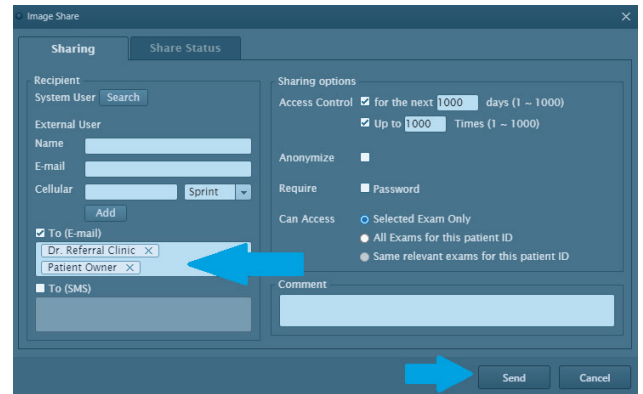 Image Share
Sharing
Share Status
Recipient
System User Search
External User
Name
E-mail
Cellular Sprint
Add
To (E-mail)
Dr. Referral Clinic ×
Patient Owner ×
To (SMS)
Sharing options
Access Control for the next 1000 days (1 ~ 1000)
Up to 1000 Times (1 ~ 1000)
Anonymize
Require Password
Can Access Selected Exam Only
All Exams for this patient ID
Same relevant exams for this patient ID
Comment
Send
Cancel